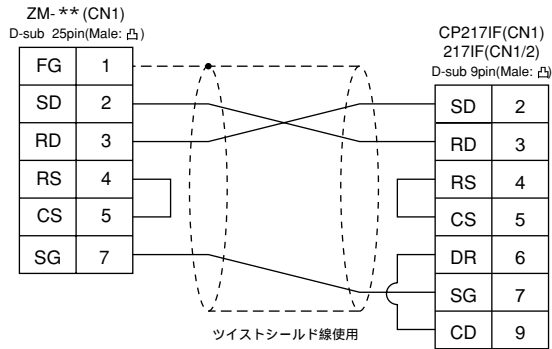 ZM-**(CN1)
D-sub 25pin(Male: 凸)
FG 1
SD 2
RD 3
RS 4
CS 5
SG 7
CP217IF(CN1)
217IF(CN1/2)
D-sub 9pin(Male: 凸)
SD 2
RD 3
RS 4
CS 5
DR 6
SG 7
CD 9
ツイストシールド線使用